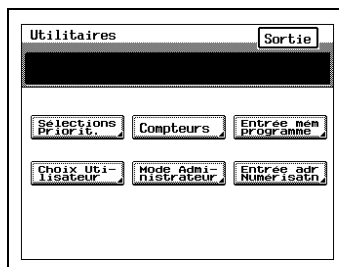 Utilitaires
Sortie
Sélections
Priorit.
Compteurs
Entrée mém
programme
Choix Uti-
lisateur
Mode Admi-
nistrateur
Entrée adr
Numérisatn